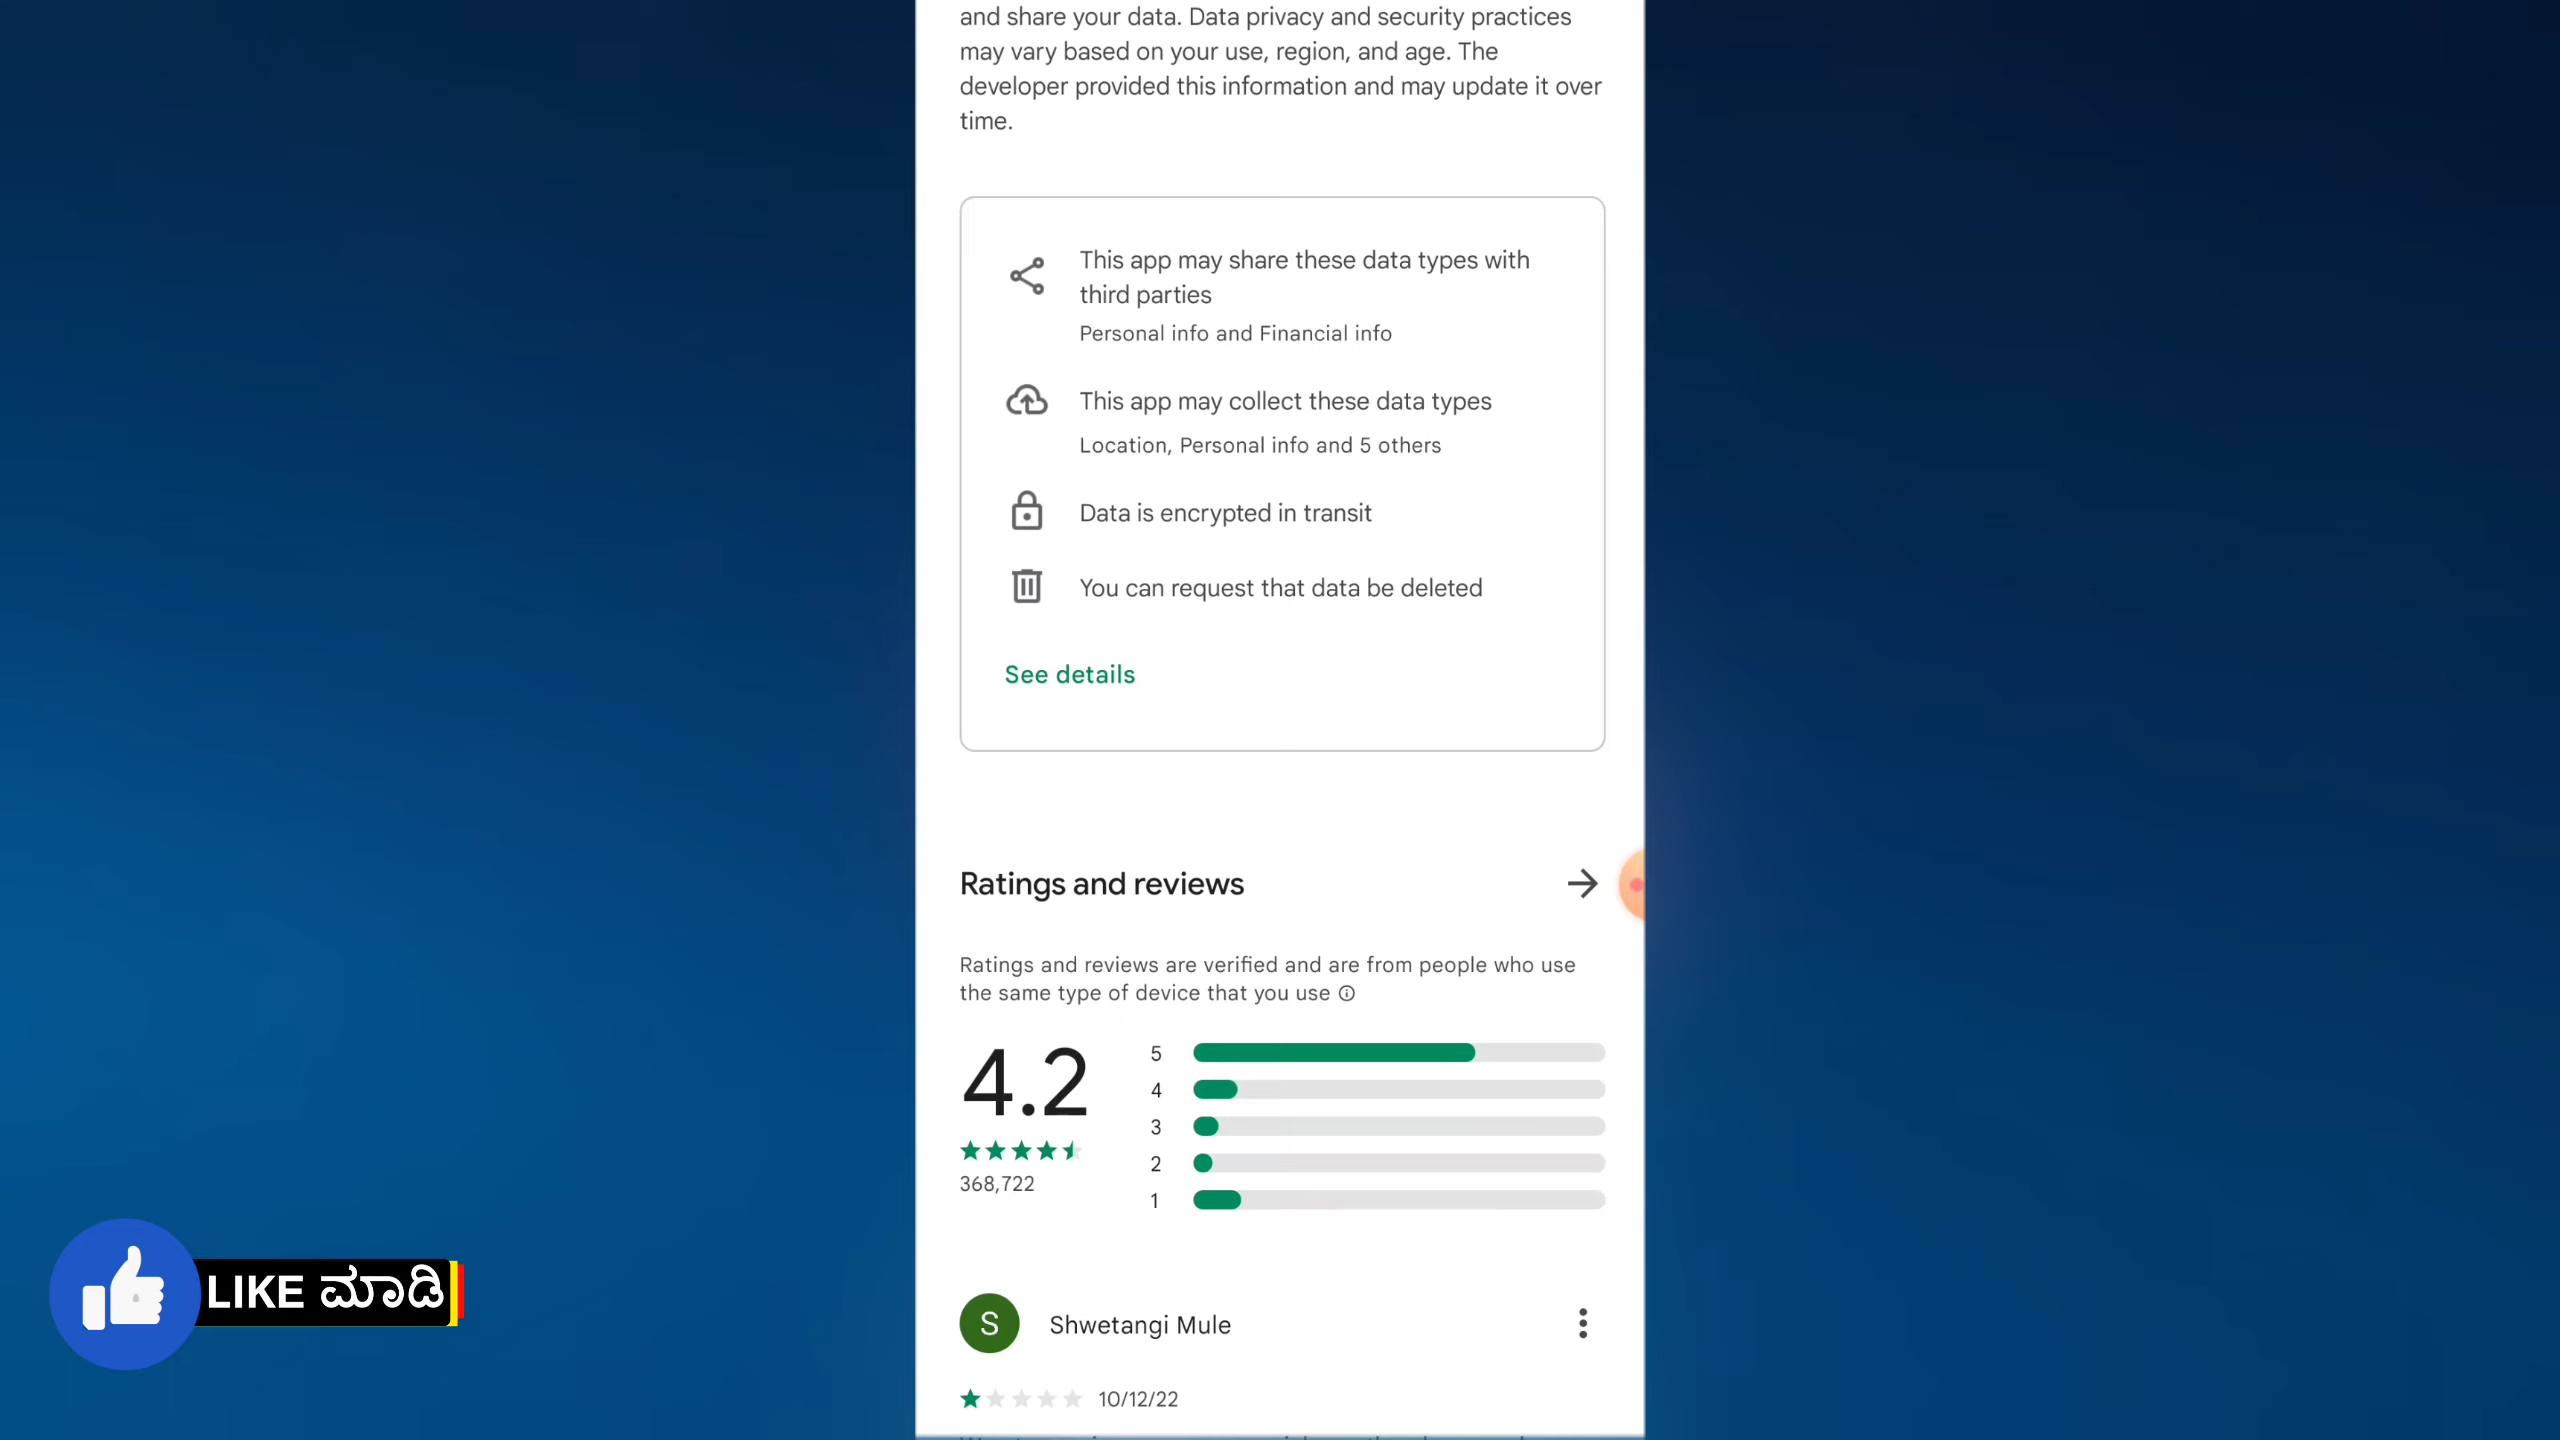 and share your data. Data privacy and security practices
may vary based on your use, region, and age. The
developer provided this information and may update it over
time.
This app may share these data types with
third parties
Personal info and Financial info
This app may collect these data types
Location, Personal info and 5 others
Data is encrypted in transit
You can request that data be deleted
See details
Ratings and reviews
Ratings and reviews are verified and are from people who use
the same type of device that you use
4.2
368,722
5
4
3
2
1
S
Shwetangi Mule
10/12/22
LIKE ಮಾಡಿ